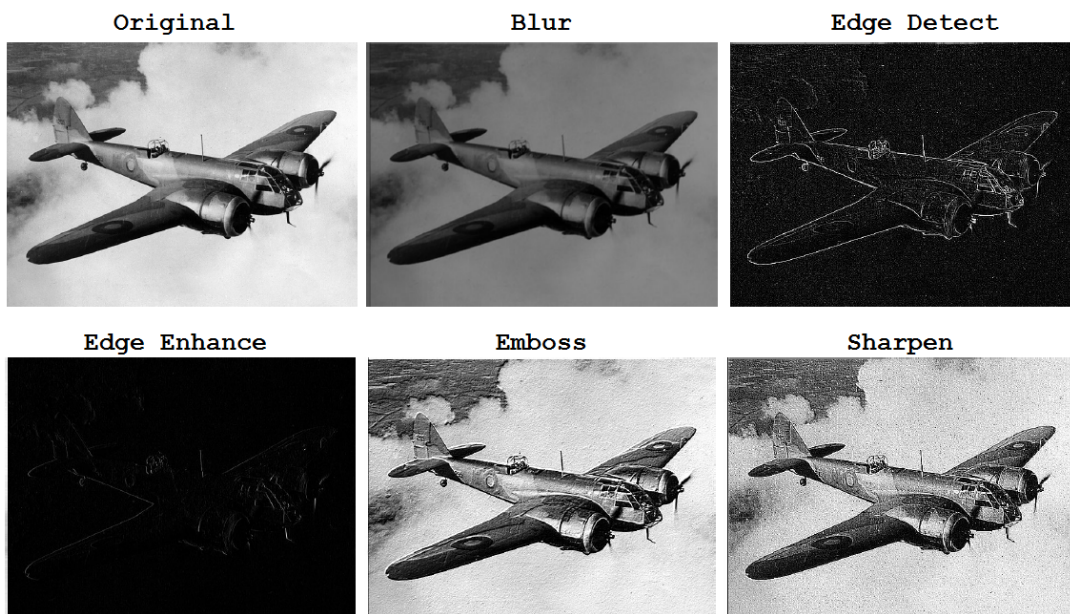 Original
Blur
Edge Detect
Edge Enhance
Emboss
Sharpen